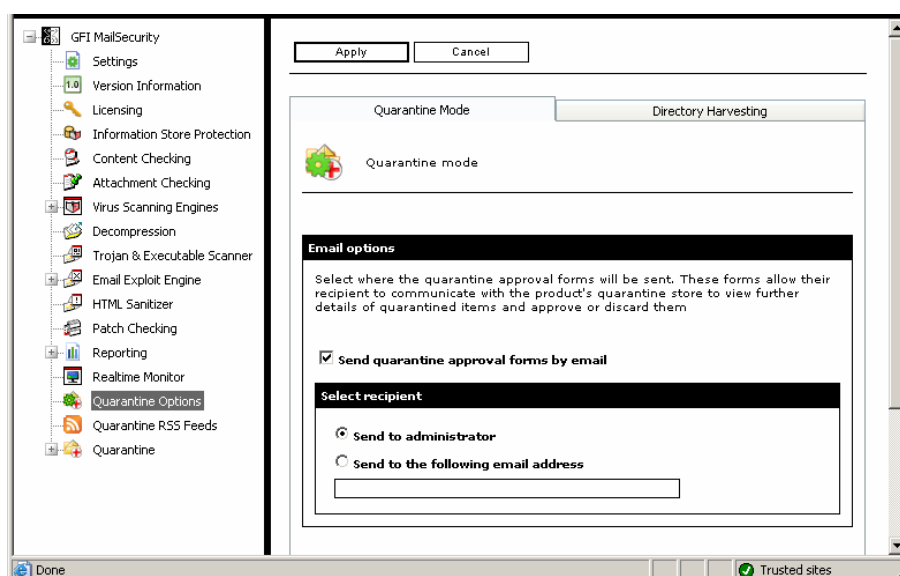 GFI MailSecurity
Settings
1.0 Version Information
Licensing
Information Store Protection
Content Checking
Attachment Checking
Virus Scanning Engines
Decompression
Trojan & Executable Scanner
Email Exploit Engine
HTML Sanitizer
Patch Checking
Reporting
Realtime Monitor
Quarantine Options
Quarantine RSS Feeds
Quarantine
Apply Cancel
Quarantine Mode Directory Harvesting
Quarantine mode
Email options
Select where the quarantine approval forms will be sent. These forms allow their
recipient to communicate with the product's quarantine store to view further
details of quarantined items and approve or discard them
Send quarantine approval forms by email
Select recipient
Send to administrator
Send to the following email address
Done Trusted sites